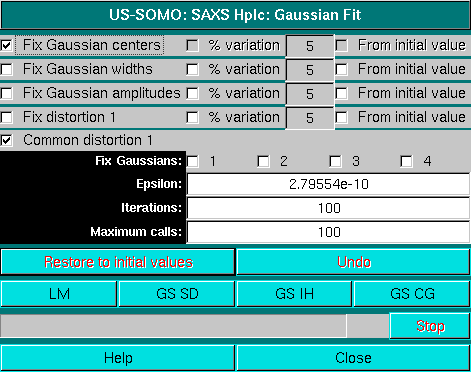 US-SOMO: SAXS Hplc: Gaussian Fit
Fix Gaussian centers % variation 5 From initial value
Fix Gaussian widths % variation 5 From initial value
Fix Gaussian amplitudes % variation 5 From initial value
Fix distortion 1 % variation 5 From initial value
Common distortion 1
Fix Gaussians: 1 2 3 4
Epsilon: 2.79554e-10
Iterations: 100
Maximum calls: 100
Restore to initial values Undo
LM GS SD GS IH GS CG
Stop
Help Close